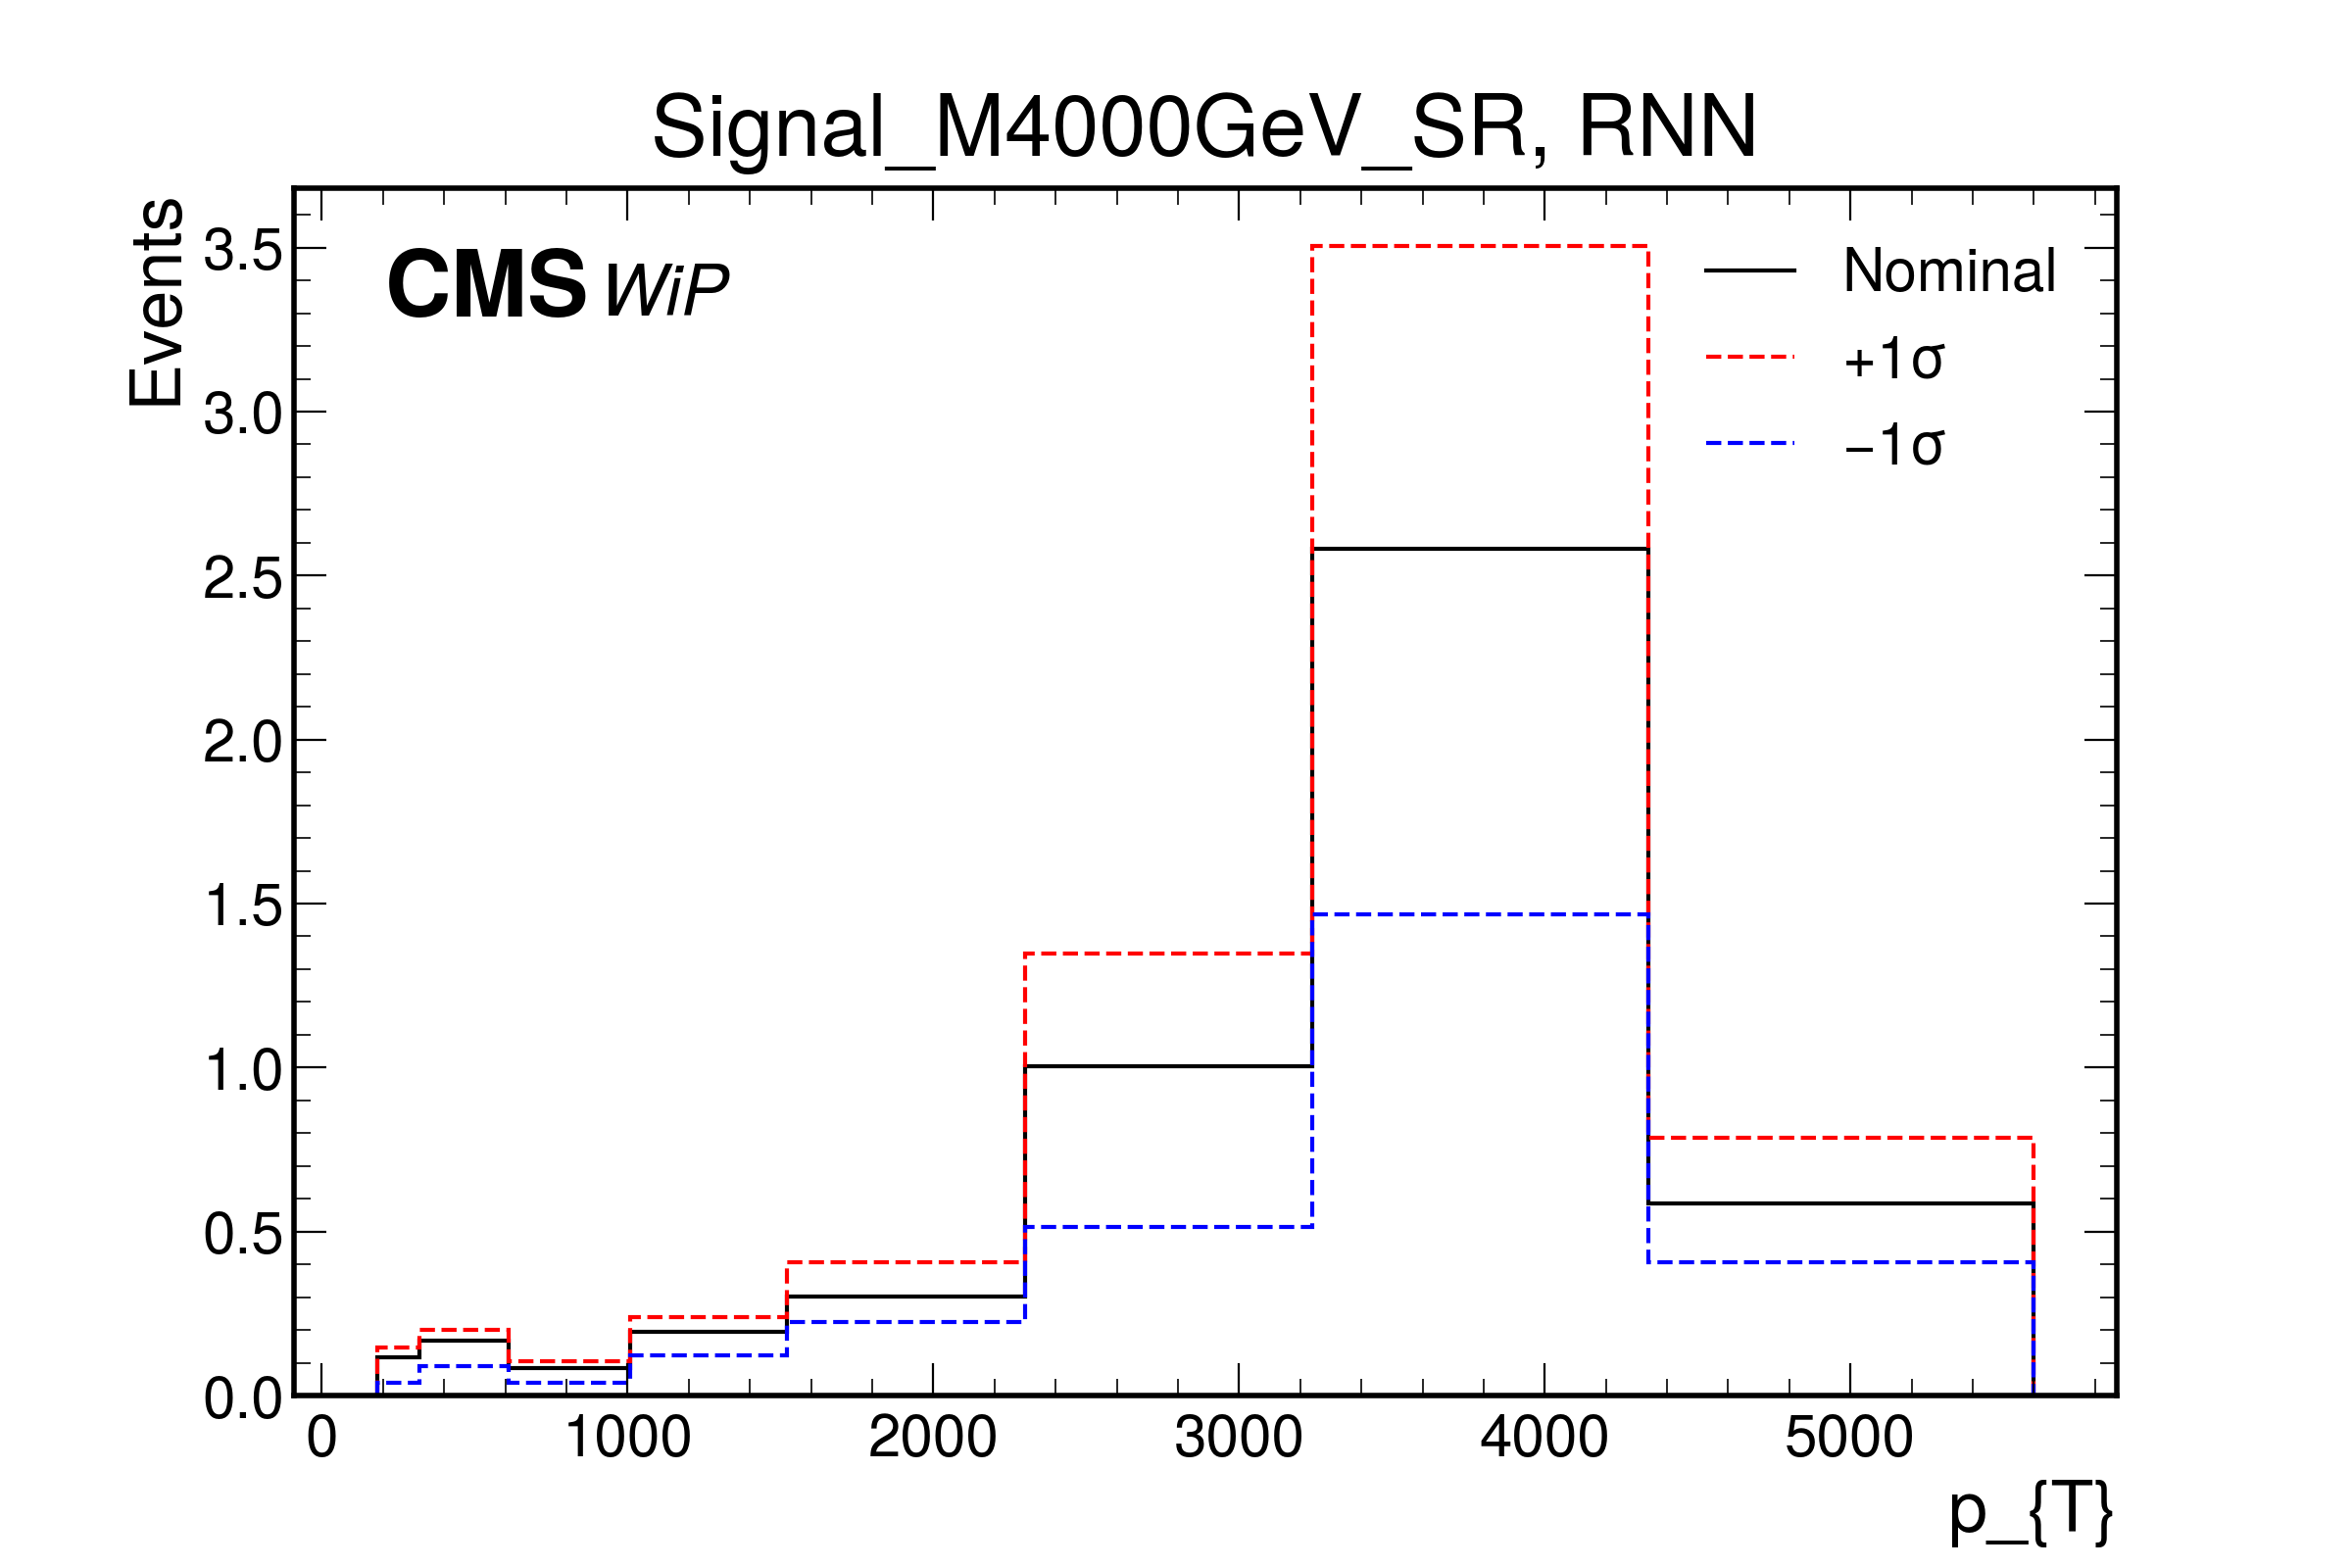 Signal_M4000GeV_SR, RNN
Events
CMS WiP
Nominal
+1σ
−1σ
3.5
3.0
2.5
2.0
1.5
1.0
0.5
0.0
0 1000 2000 3000 4000 5000
p_{T}